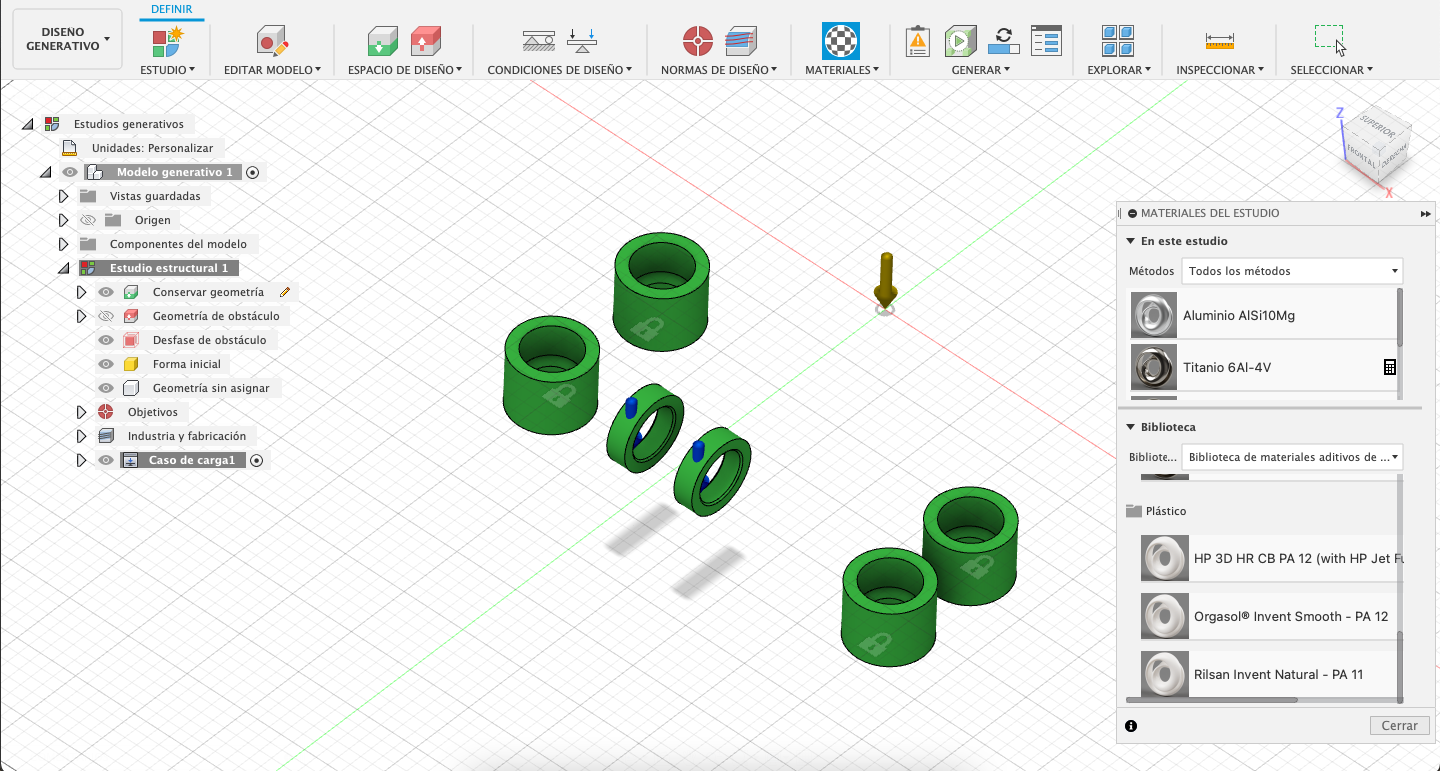 DEFINIR
DISENO
GENERATIVO
ESTUDIO
EDITAR MODELO
ESPACIO DE DISEÑO
CONDICIONES DE DISEÑO
NORMAS DE DISEÑO
MATERIALES
GENERAR
EXPLORAR
INSPECCIONAR
SELECCIONAR
Estudios generativos
Unidades: Personalizar
Modelo generativo 1
Vistas guardadas
Origen
Componentes del modelo
Estudio estructural 1
Conservar geometría
Geometría de obstáculo
Desfase de obstáculo
Forma inicial
Geometría sin asignar
Objetivos
Industria y fabricación
Caso de carga1
Z
SUPERIOR
FRONTAL
DERECHA
X
MATERIALES DEL ESTUDIO
En este estudio
Métodos Todos los métodos
Aluminio AlSi10Mg
Titanio 6Al-4V
Biblioteca
Bibliote... Biblioteca de materiales aditivos de ...
Plástico
HP 3D HR CB PA 12 (with HP Jet Fu
Orgasol® Invent Smooth - PA 12
Rilsan Invent Natural - PA 11
Cerrar